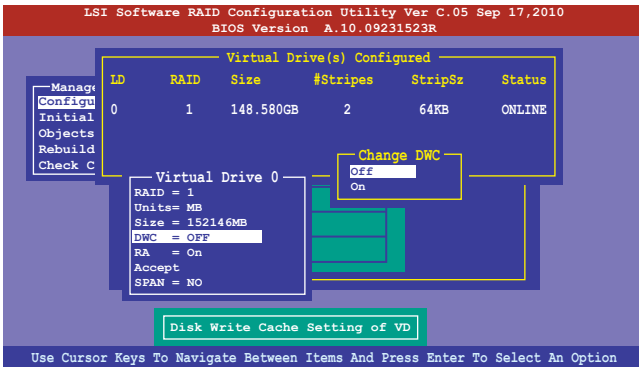 LSI Software RAID Configuration Utility Ver C.05 Sep 17,2010
BIOS Version A.10.09231523R
Virtual Drive(s) Configured
LD RAID Size #Stripes StripSz Status
0 1 148.580GB 2 64KB ONLINE
Manage
Configu
Initial
Objects
Rebuild
Check C
Change DWC
Off
On
Virtual Drive 0
RAID = 1
Units= MB
Size = 152146MB
DWC = OFF
RA = On
Accept
SPAN = NO
Disk Write Cache Setting of VD
Use Cursor Keys To Navigate Between Items And Press Enter To Select An Option